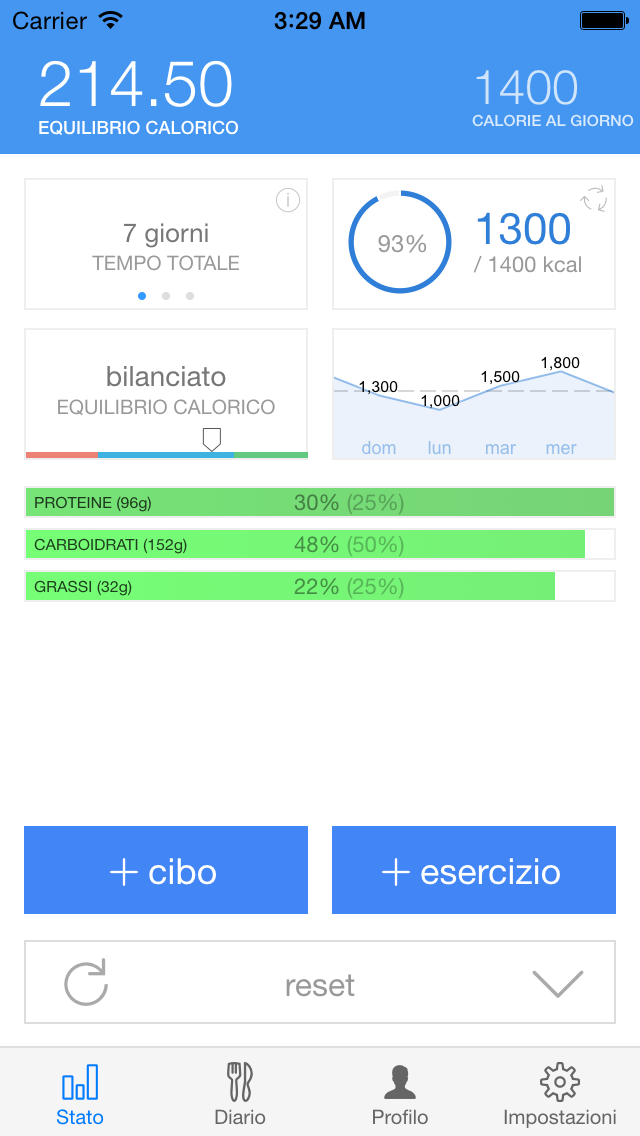 Carrier 3:29 AM
214.50
EQUILIBRIO CALORICO
1400
CALORIE AL GIORNO
7 giorni
TEMPO TOTALE
93%
1300
/ 1400 kcal
bilanciato
EQUILIBRIO CALORICO
1,300 1,000 1,500 1,800
dom lun mar mer
PROTEINE (96g) 30% (25%)
CARBOIDRATI (152g) 48% (50%)
GRASSI (32g) 22% (25%)
+ cibo
+ esercizio
reset
Stato Diario Profilo Impostazioni